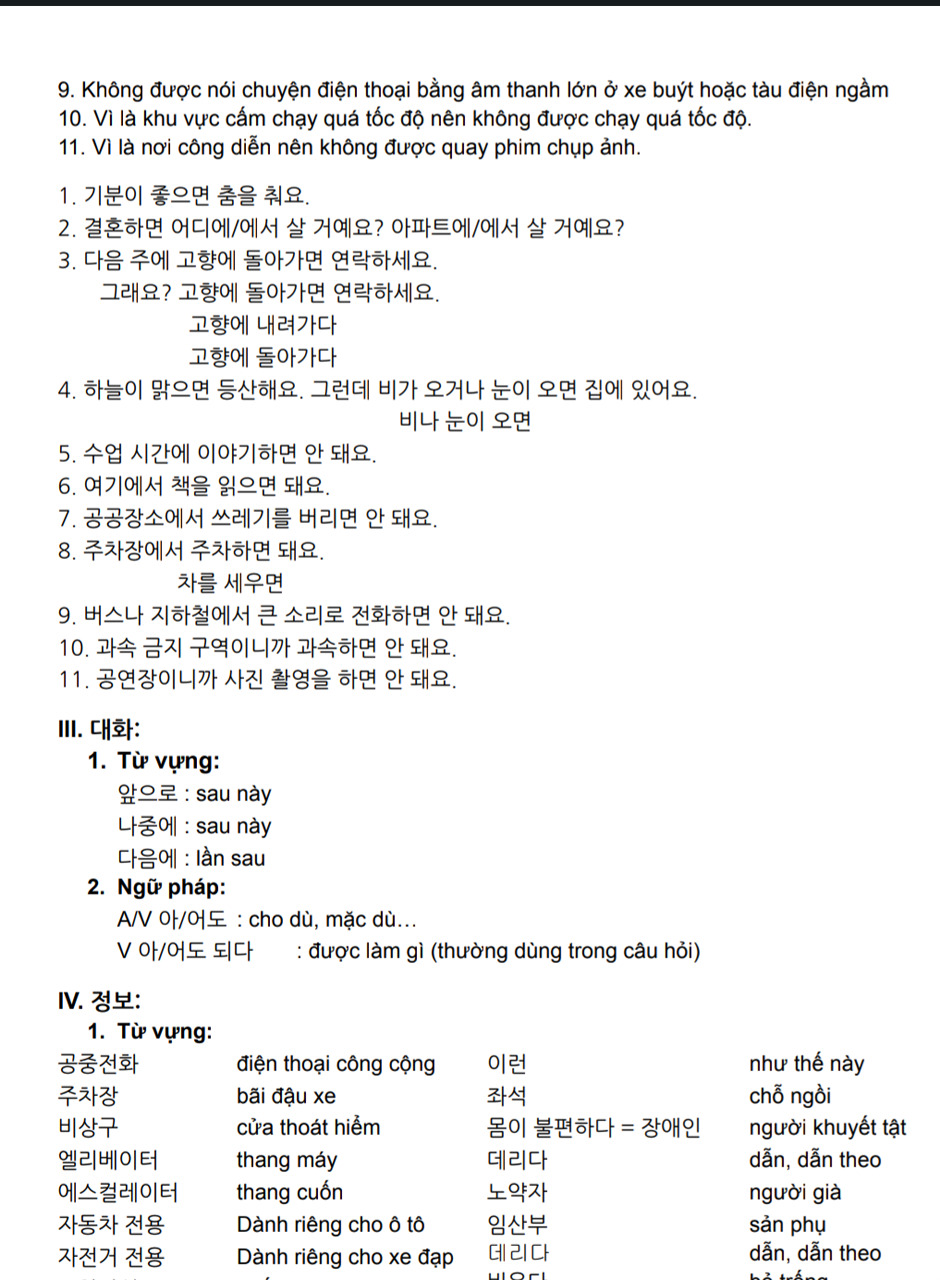 9. Không được nói chuyện điện thoại bằng âm thanh lớn ở xe buýt hoặc tàu điện ngầm
10. Vì là khu vực cấm chạy quá tốc độ nên không được chạy quá tốc độ.
11. Vì là nơi công diễn nên không được quay phim chụp ảnh.
1. 기분이 좋으면 춤을 춰요.
2. 결혼하면 어디에/에서 살 거예요? 아파트에/에서 살 거예요?
3. 다음 주에 고향에 돌아가면 연락하세요.
그래요? 고향에 돌아가면 연락하세요.
고향에 내려가다
고향에 돌아가다
4. 하늘이 맑으면 등산해요. 그런데 비가 오거나 눈이 오면 집에 있어요.
비나 눈이 오면
5. 수업 시간에 이야기하면 안 돼요.
6. 여기에서 책을 읽으면 돼요.
7. 공공장소에서 쓰레기를 버리면 안 돼요.
8. 주차장에서 주차하면 돼요.
차를 세우면
9. 버스나 지하철에서 큰 소리로 전화하면 안 돼요.
10. 과속 금지 구역이니까 과속하면 안 돼요.
11. 공연장이니까 사진 촬영을 하면 안 돼요.
III. 대화:
1. Từ vựng:
앞으로 : sau này
나중에 : sau này
다음에 : lần sau
2. Ngữ pháp:
A/V 아/어도 : cho dù, mặc dù…
V 아/어도 되다 : được làm gì (thường dùng trong câu hỏi)
IV. 정보:
1. Từ vựng:
공중전화 điện thoại công cộng 이런 như thế này
주차장 bãi đậu xe 좌석 chỗ ngồi
비상구 cửa thoát hiểm 몸이 불편하다 = 장애인 người khuyết tật
엘리베이터 thang máy 데리다 dẫn, dẫn theo
에스컬레이터 thang cuốn 노약자 người già
자동차 전용 Dành riêng cho ô tô 임산부 sản phụ
자전거 전용 Dành riêng cho xe đạp 데리다 dẫn, dẫn theo